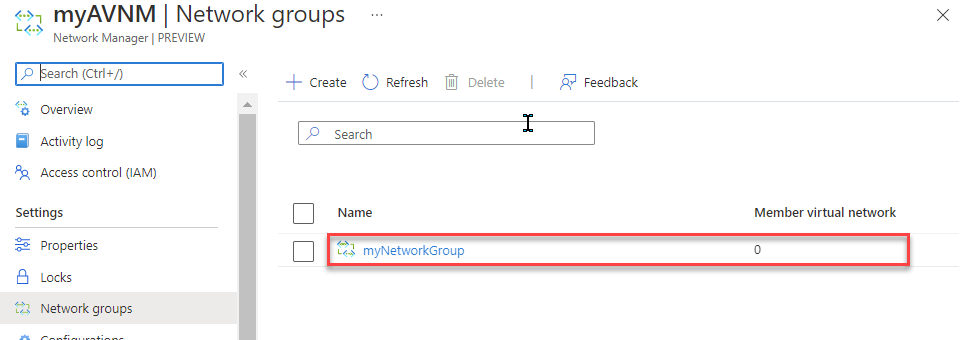 myAVNM | Network groups ...
Network Manager | PREVIEW
Search (Ctrl+/)
«
Overview
Activity log
Access control (IAM)
Settings
Properties
Locks
Network groups
Configurations
Create Refresh Delete | Feedback
Search
Name Member virtual network
myNetworkGroup 0